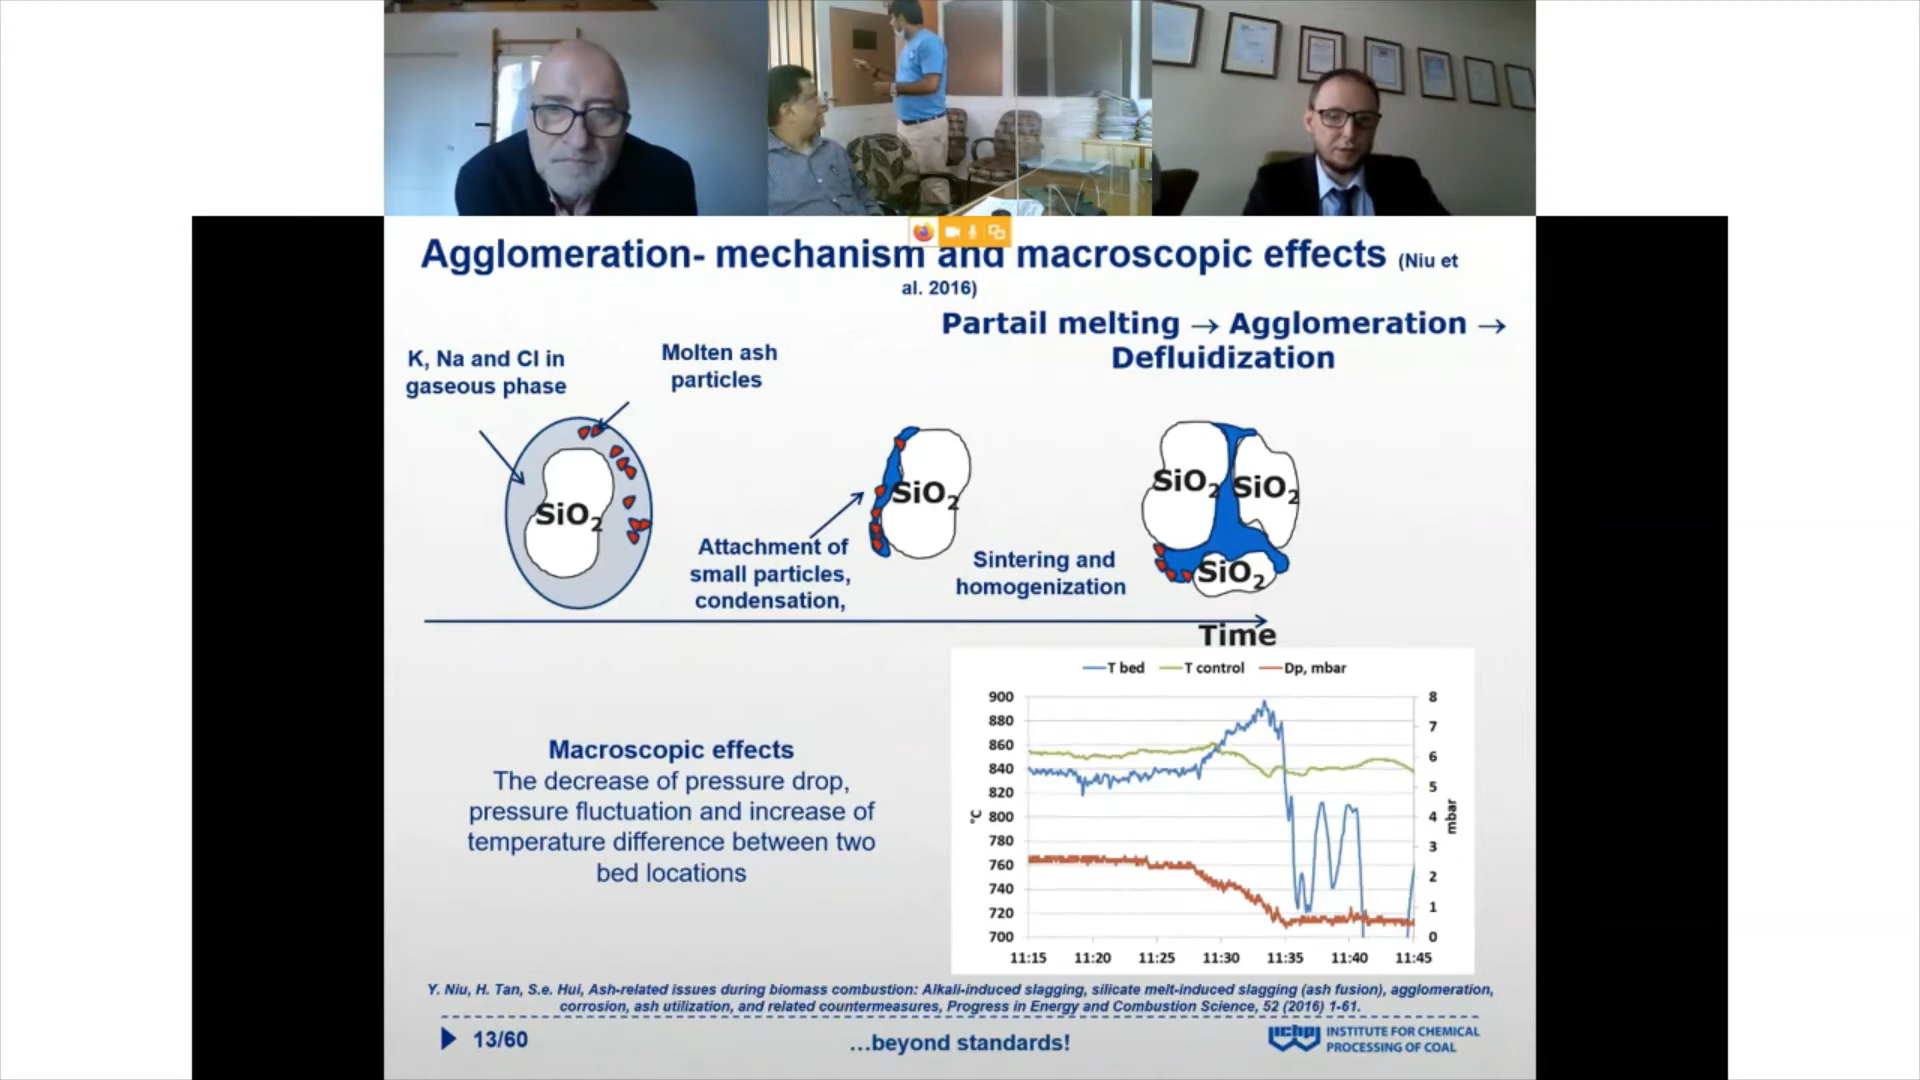 Agglomeration- mechanism and macroscopic effects (Niu et
al. 2016)
Partail melting → Agglomeration →
Defluidization
K, Na and Cl in
gaseous phase
Molten ash
particles
SiO2
SiO2
SiO2
SiO2
SiO2
Attachment of
small particles,
condensation,
Sintering and
homogenization
Time
Macroscopic effects
The decrease of pressure drop,
pressure fluctuation and increase of
temperature difference between two
bed locations
T bed T control Dp, mbar
900
880
860
840
820
800
780
760
740
720
700
°C
8
7
6
5
4
3
2
1
0
mbar
11:15 11:20 11:25 11:30 11:35 11:40 11:45
Y. Niu, H. Tan, S.e. Hui, Ash-related issues during biomass combustion: Alkali-induced slagging, silicate melt-induced slagging (ash fusion), agglomeration,
corrosion, ash utilization, and related countermeasures, Progress in Energy and Combustion Science, 52 (2016) 1-61.
13/60
...beyond standards!
ichpw
INSTITUTE FOR CHEMICAL
PROCESSING OF COAL